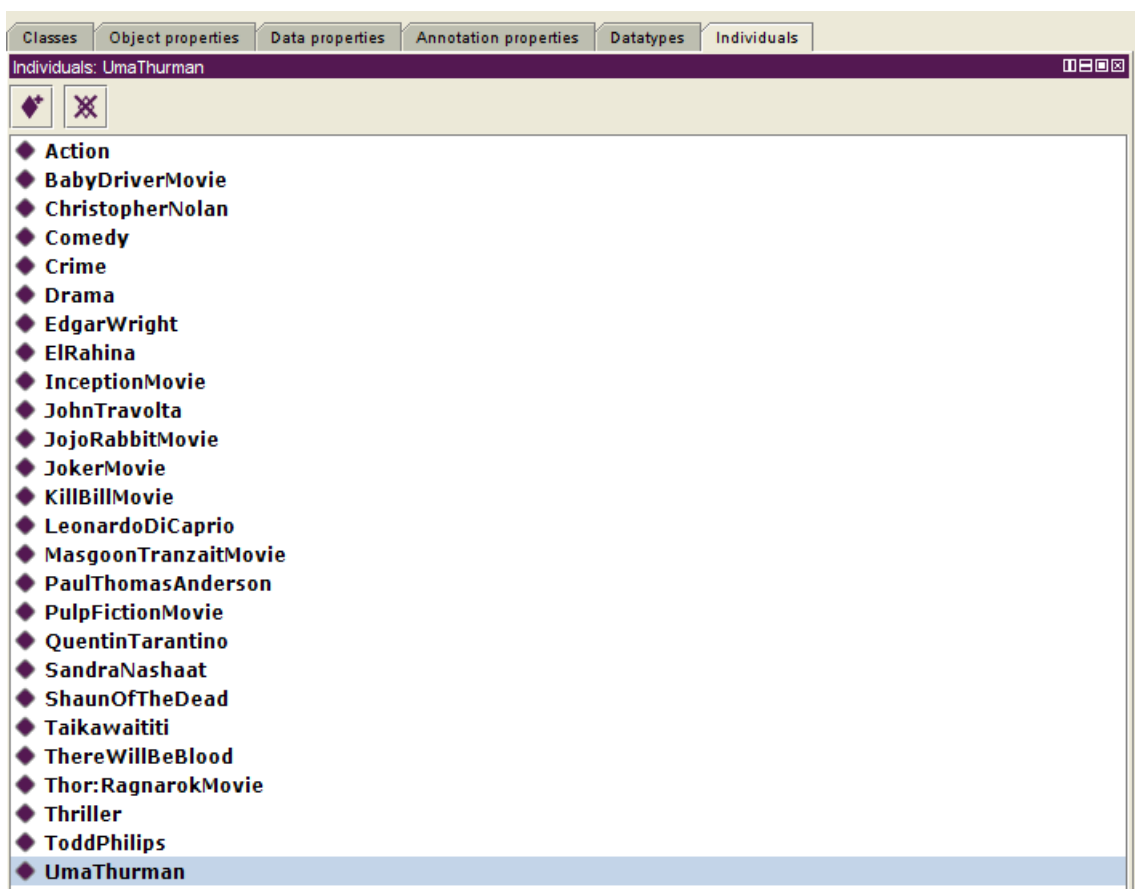 Classes Object properties Data properties Annotation properties Datatypes Individuals
Individuals: UmaThurman
Action
BabyDriverMovie
ChristopherNolan
Comedy
Crime
Drama
EdgarWright
ElRahina
InceptionMovie
JohnTravolta
JojoRabbitMovie
JokerMovie
KillBillMovie
LeonardoDiCaprio
MasgoonTranzaitMovie
PaulThomasAnderson
PulpFictionMovie
QuentinTarantino
SandraNashaat
ShaunOfTheDead
Taikawaititi
ThereWillBeBlood
Thor:RagnarokMovie
Thriller
ToddPhilips
UmaThurman